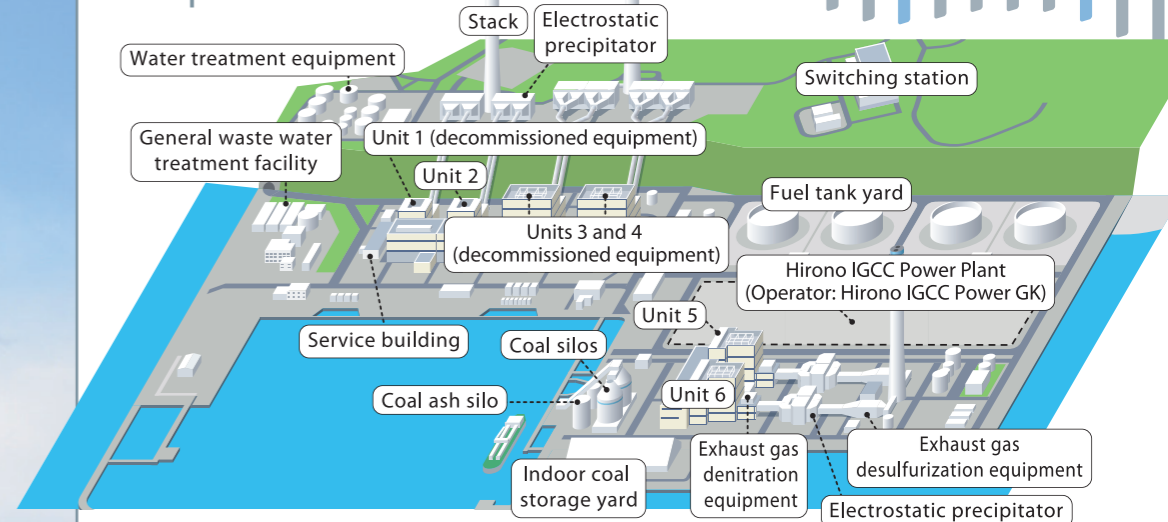 Stack
Electrostatic
precipitator
Water treatment equipment
Switching station
General waste water
treatment facility
Unit 1 (decommissioned equipment)
Unit 2
Fuel tank yard
Units 3 and 4
(decommissioned equipment)
Hirono IGCC Power Plant
(Operator: Hirono IGCC Power GK)
Unit 5
Service building
Coal silos
Coal ash silo
Unit 6
Indoor coal
storage yard
Exhaust gas
denitration
equipment
Exhaust gas
desulfurization equipment
Electrostatic precipitator